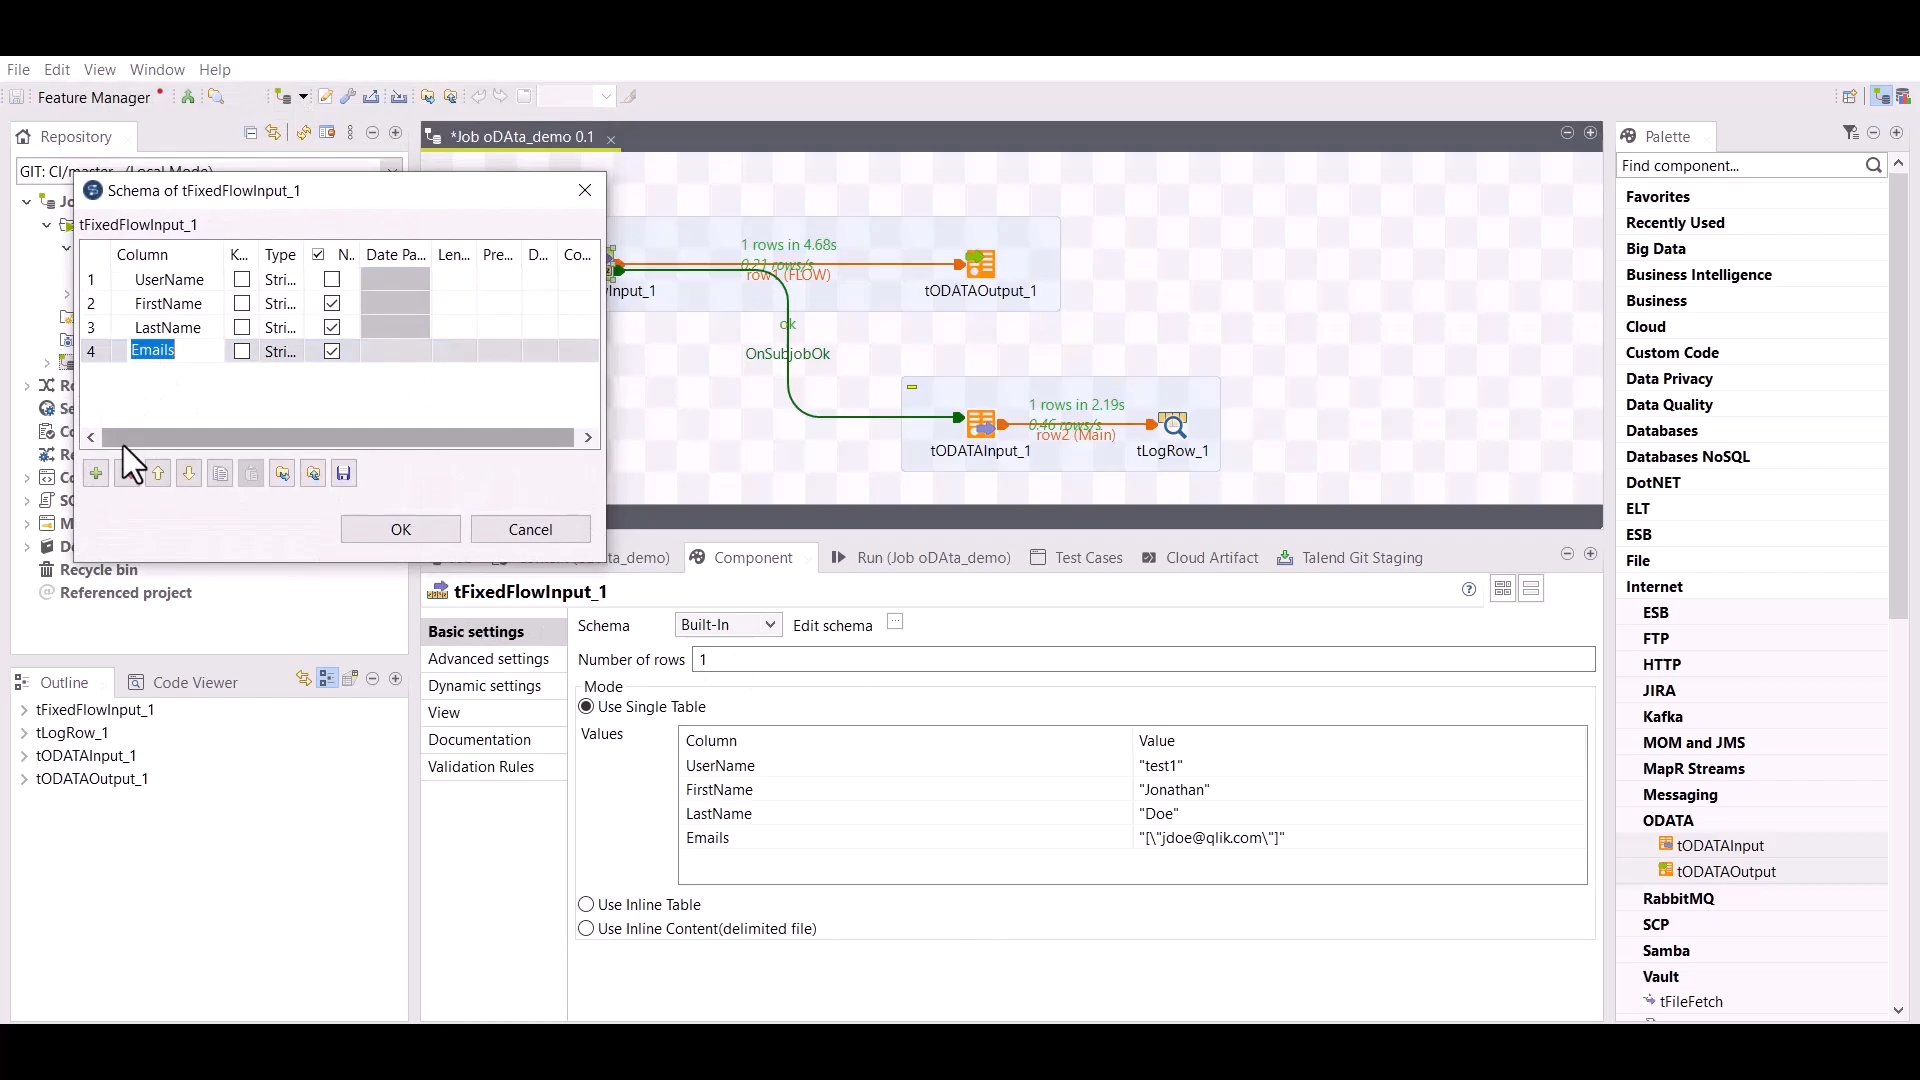 File Edit View Window Help
Feature Manager
Repository
*Job oDAta_demo 0.1
Palette
GIT: CI/master (Local Mode)
Find component...
Schema of tFixedFlowInput_1
tFixedFlowInput_1
Column K... Type N.. Date Pa... Len... Pre... D... Co...
1 UserName Stri...
2 FirstName Stri...
3 LastName Stri...
4 Emails Stri...
OK Cancel
1 rows in 4.68s
0.21 rows/s
row1 (FLOW)
tODATAOutput_1
ok
OnSubjobOk
1 rows in 2.19s
0.46 rows/s
row2 (Main)
tODATAInput_1
tLogRow_1
Recycle bin
Referenced project
Component
Run (Job oDAta_demo)
Test Cases
Cloud Artifact
Talend Git Staging
tFixedFlowInput_1
Basic settings
Advanced settings
Dynamic settings
View
Documentation
Validation Rules
Schema Built-In Edit schema ...
Number of rows 1
Mode
Use Single Table
Values
Column Value
UserName "test1"
FirstName "Jonathan"
LastName "Doe"
Emails "[\"jdoe@qlik.com\"]"
Use Inline Table
Use Inline Content(delimited file)
Outline
Code Viewer
tFixedFlowInput_1
tLogRow_1
tODATAInput_1
tODATAOutput_1
Favorites
Recently Used
Big Data
Business Intelligence
Business
Cloud
Custom Code
Data Privacy
Data Quality
Databases
Databases NoSQL
DotNET
ELT
ESB
File
Internet
ESB
FTP
HTTP
JIRA
Kafka
MOM and JMS
MapR Streams
Messaging
ODATA
tODATAInput
tODATAOutput
RabbitMQ
SCP
Samba
Vault
tFileFetch